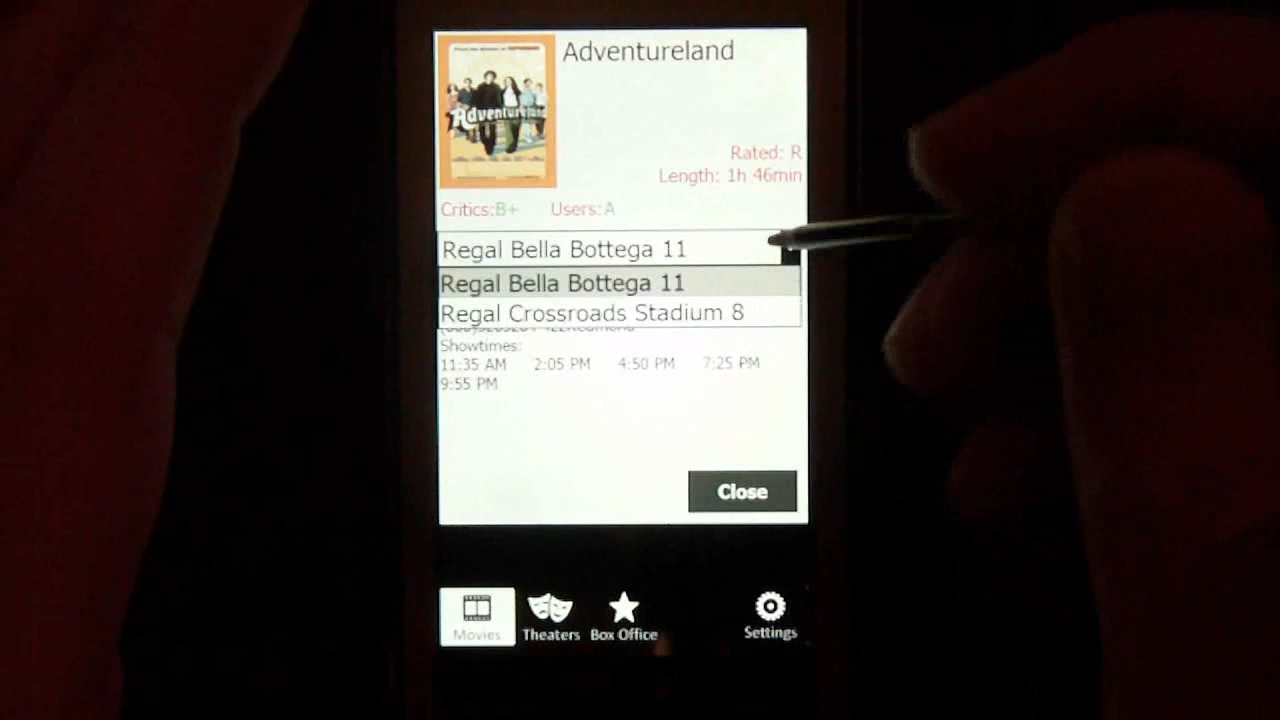 Adventureland
Adventureland
Rated: R
Length: 1h 46min
Critics:B+ Users:A
Regal Bella Bottega 11
Regal Bella Bottega 11
Regal Crossroads Stadium 8
Showtimes:
11:35 AM 2:05 PM 4:50 PM 7:25 PM
9:55 PM
Close
Movies Theaters Box Office Settings